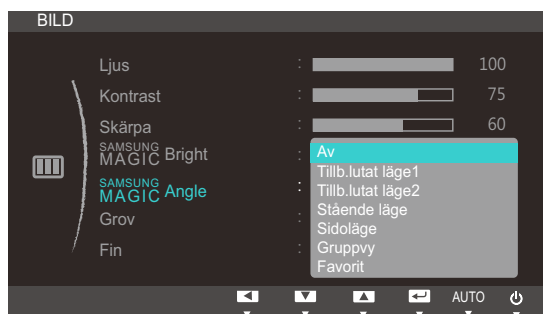 BILD
Ljus : 100
Kontrast : 75
Skärpa : 60
SAMSUNG MAGIC Bright :
SAMSUNG MAGIC Angle :
Grov :
Fin :
Av
Tillb.lutat läge1
Tillb.lutat läge2
Stående läge
Sidoläge
Gruppvy
Favorit
AUTO